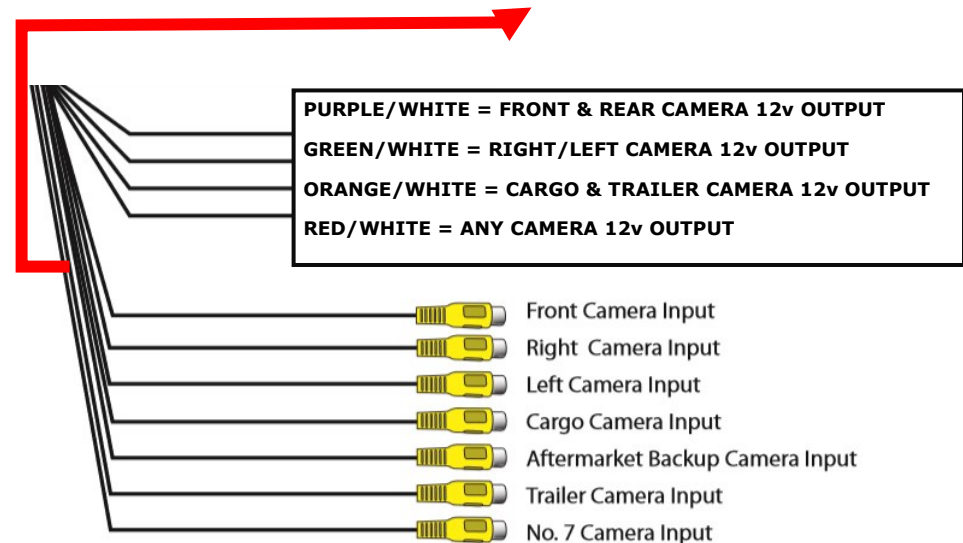 PURPLE/WHITE = FRONT & REAR CAMERA 12v OUTPUT
GREEN/WHITE = RIGHT/LEFT CAMERA 12v OUTPUT
ORANGE/WHITE = CARGO & TRAILER CAMERA 12v OUTPUT
RED/WHITE = ANY CAMERA 12v OUTPUT
Front Camera Input
Right Camera Input
Left Camera Input
Cargo Camera Input
Aftermarket Backup Camera Input
Trailer Camera Input
No. 7 Camera Input